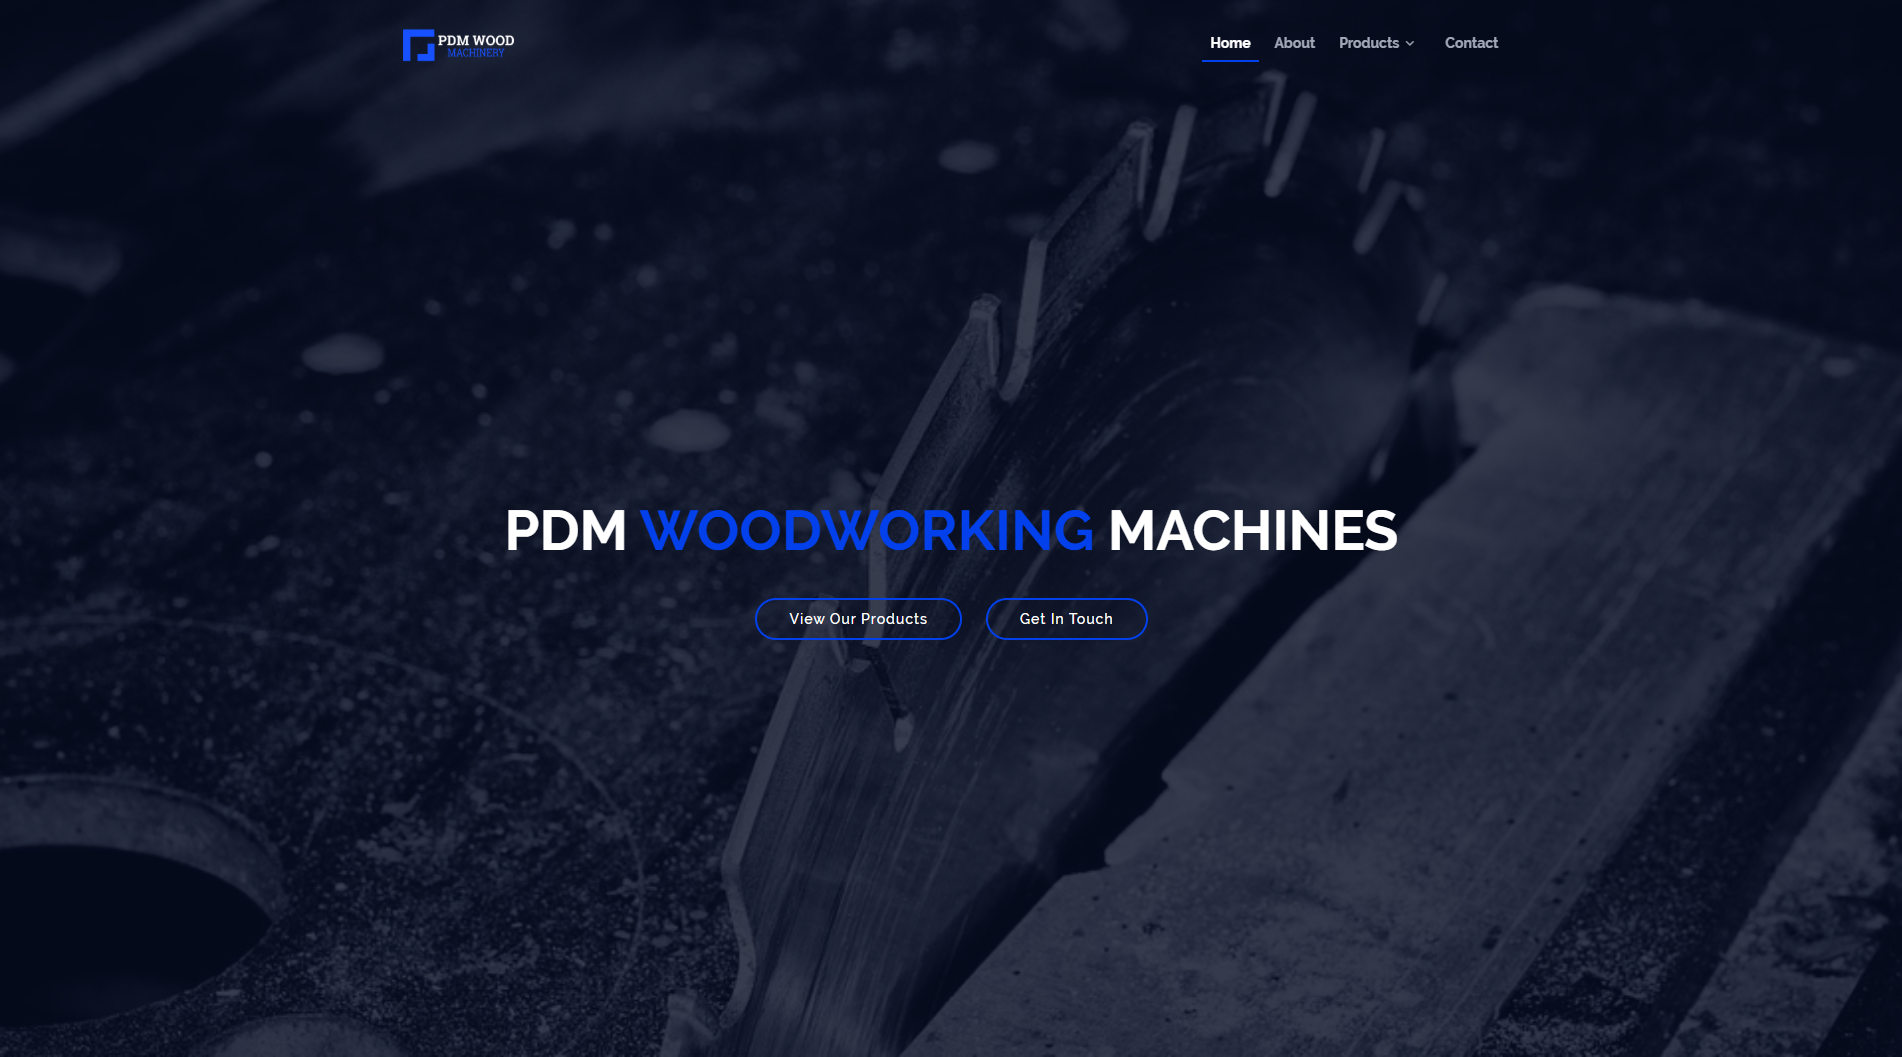 PDM WOOD
MACHINERY
Home About Products Contact
PDM WOODWORKING MACHINES
View Our Products Get In Touch